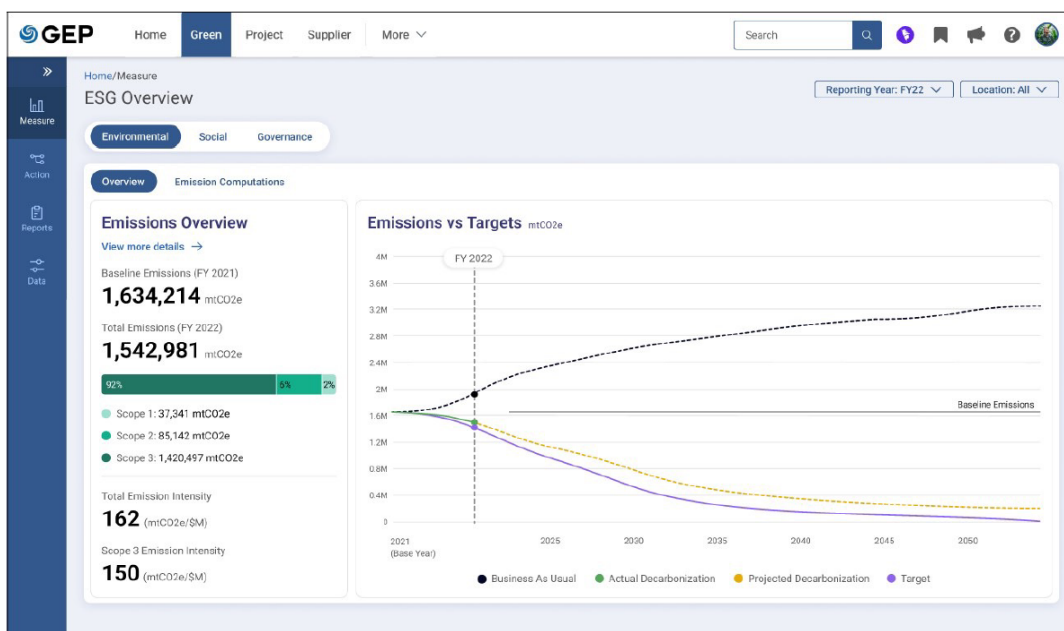 GEP
Home Green Project Supplier More
Search
Home/Measure
ESG Overview
Reporting Year: FY22 Location: All
Measure
Action
Reports
Data
Environmental Social Governance
Overview Emission Computations
Emissions Overview
View more details →
Baseline Emissions (FY 2021)
1,634,214 mtCO2e
Total Emissions (FY 2022)
1,542,981 mtCO2e
92% 6% 2%
Scope 1: 37,341 mtCO2e
Scope 2: 85,142 mtCO2e
Scope 3: 1,420,497 mtCO2e
Total Emission Intensity
162 (mtCO2e/$M)
Scope 3 Emission Intensity
150 (mtCO2e/$M)
Emissions vs Targets mtCO2e
FY 2022
4M
3.6M
3.2M
2.8M
2.4M
2M
1.6M
1.2M
0.8M
0.4M
0
Baseline Emissions
2021 2025 2030 2035 2040 2045 2050
(Base Year)
Business As Usual Actual Decarbonization Projected Decarbonization Target